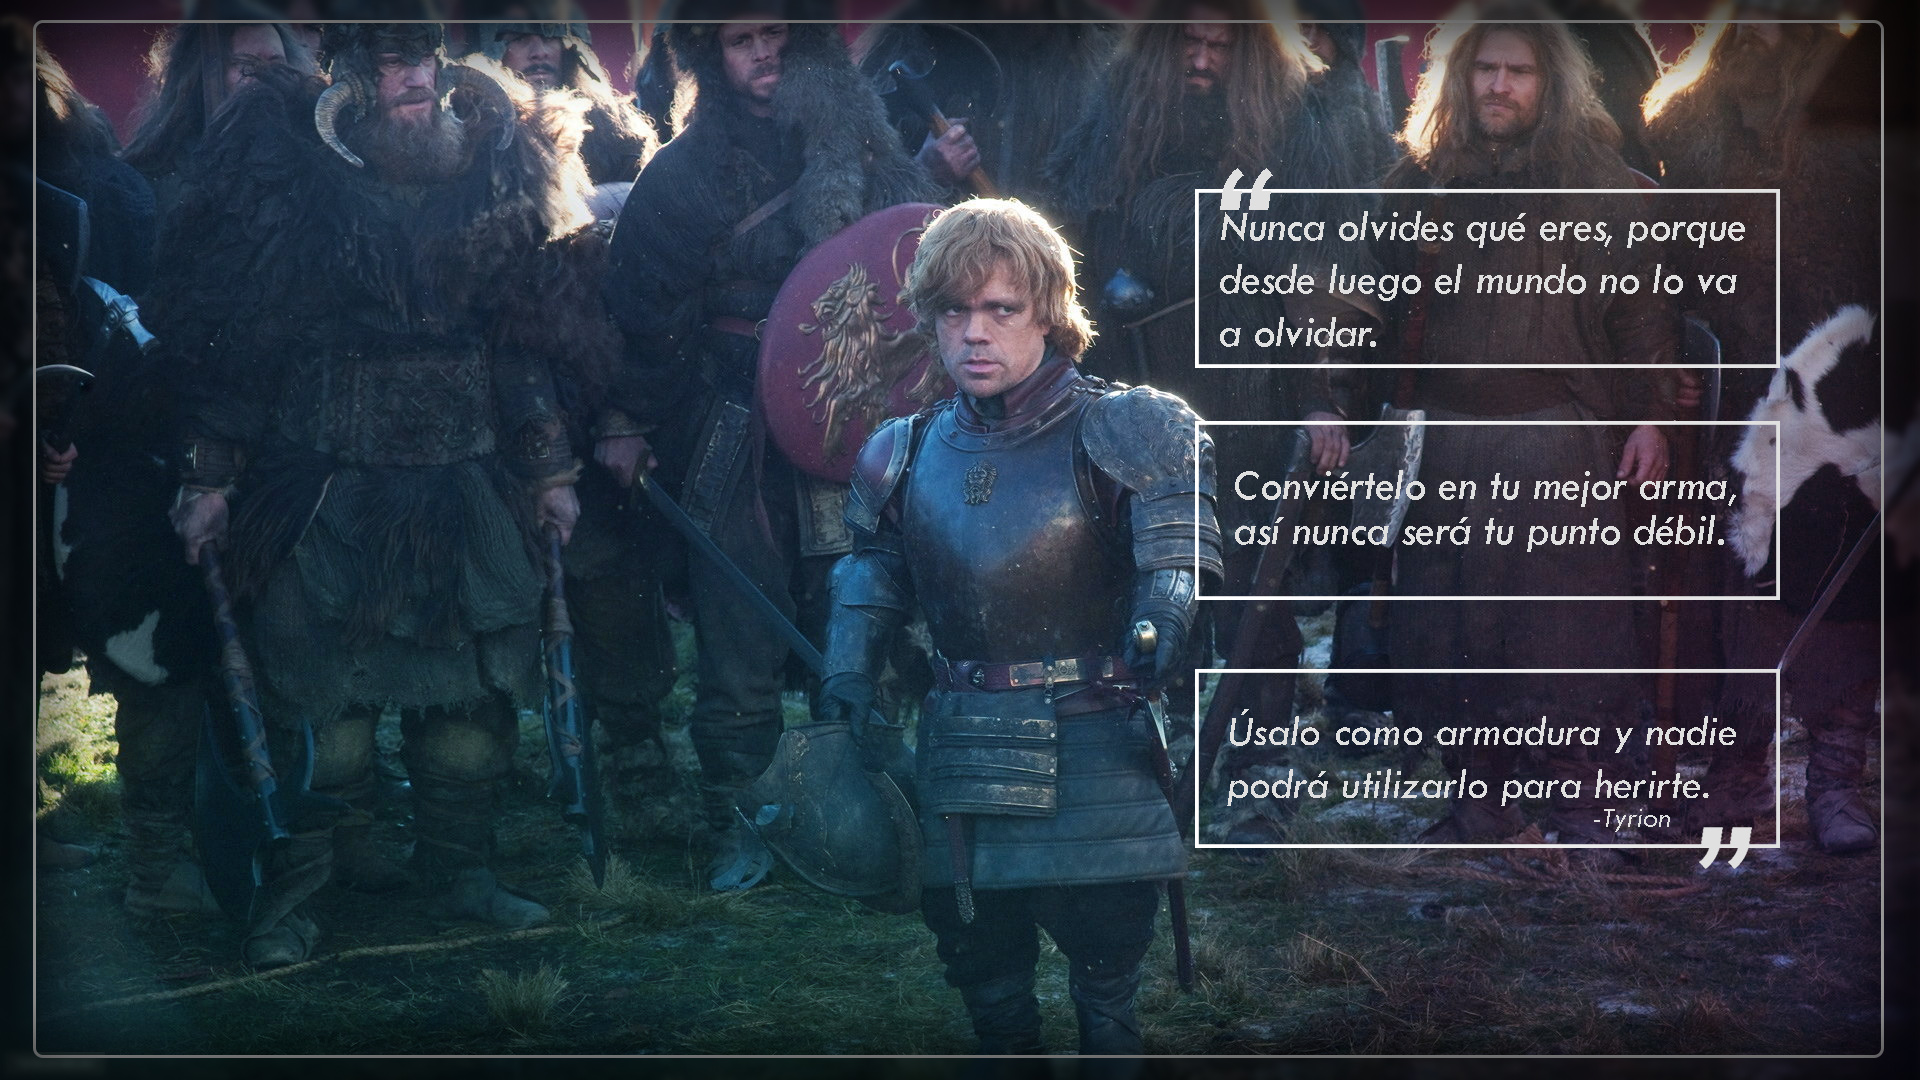 “
Nunca olvides qué eres, porque
desde luego el mundo no lo va
a olvidar.
Conviértelo en tu mejor arma,
así nunca será tu punto débil.
Úsalo como armadura y nadie
podrá utilizarlo para herirte.
-Tyrion
”